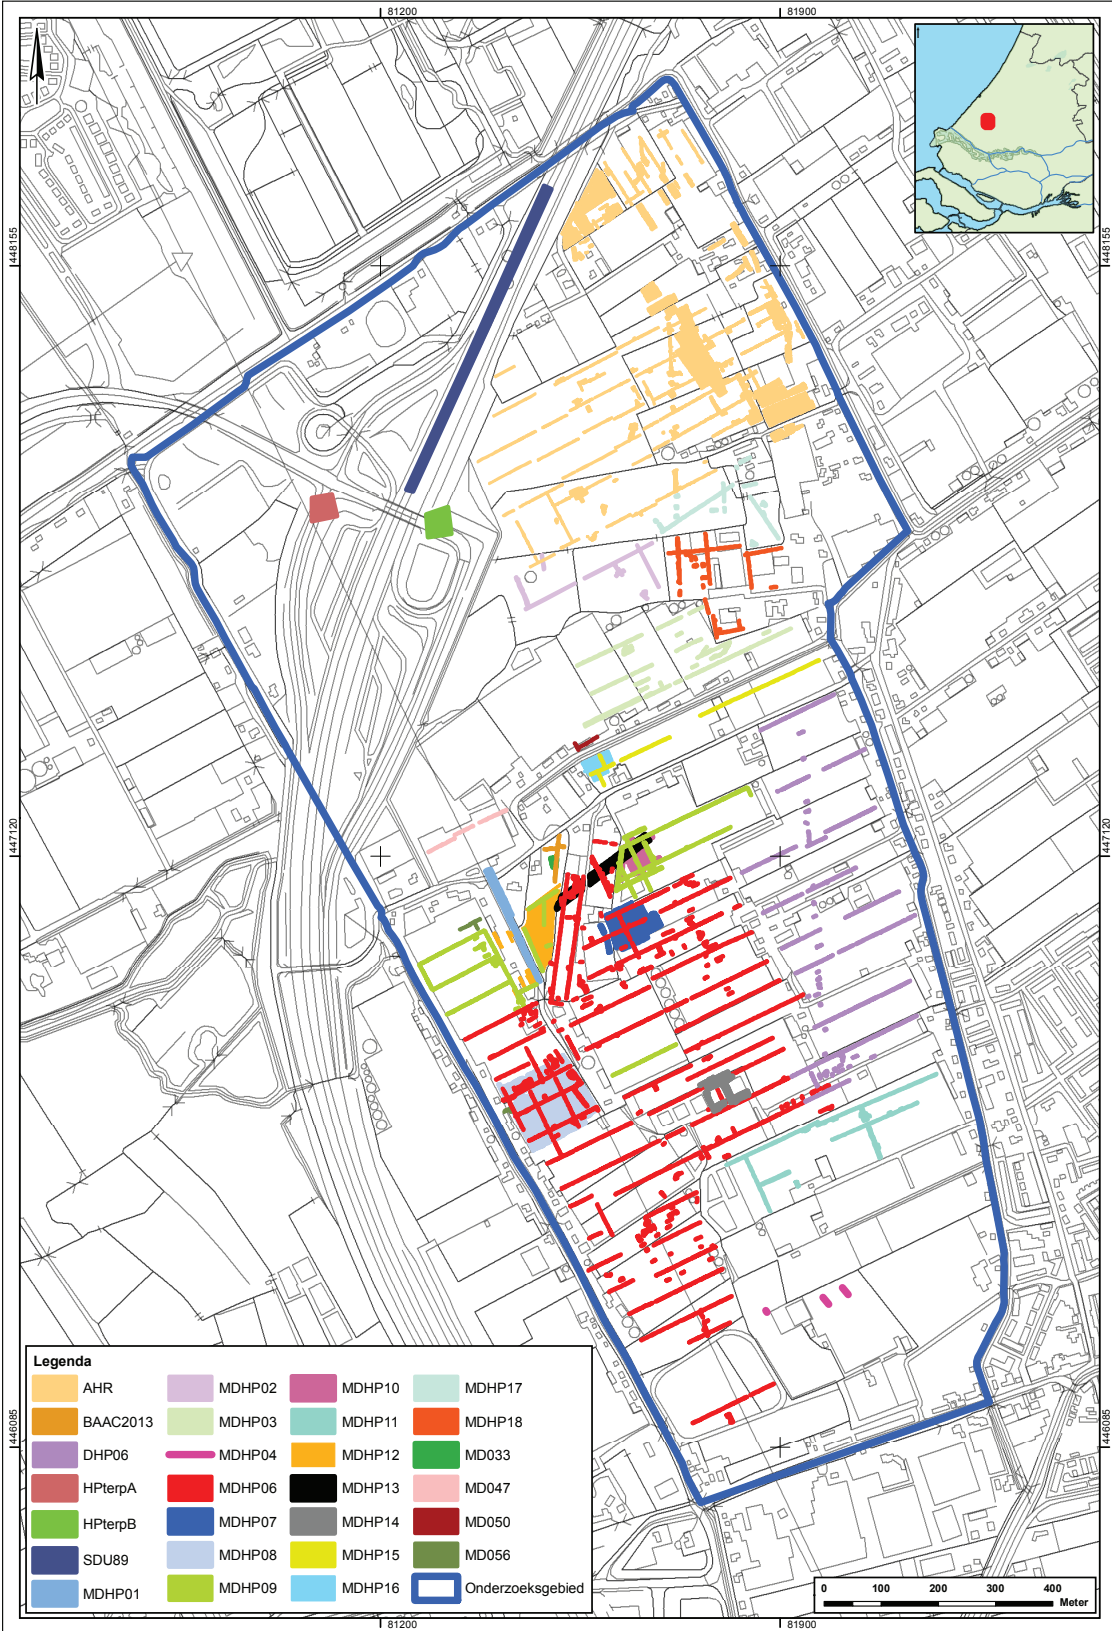 81200
81900
448155
448155
447120
447120
446085
446085
Legenda
AHR
BAAC2013
DHP06
HPterpA
HPterpB
SDU89
MDHP01
MDHP02
MDHP03
MDHP04
MDHP06
MDHP07
MDHP08
MDHP09
MDHP10
MDHP11
MDHP12
MDHP13
MDHP14
MDHP15
MDHP16
MDHP17
MDHP18
MD033
MD047
MD050
MD056
Onderzoeksgebied
0 100 200 300 400
Meter
81200
81900